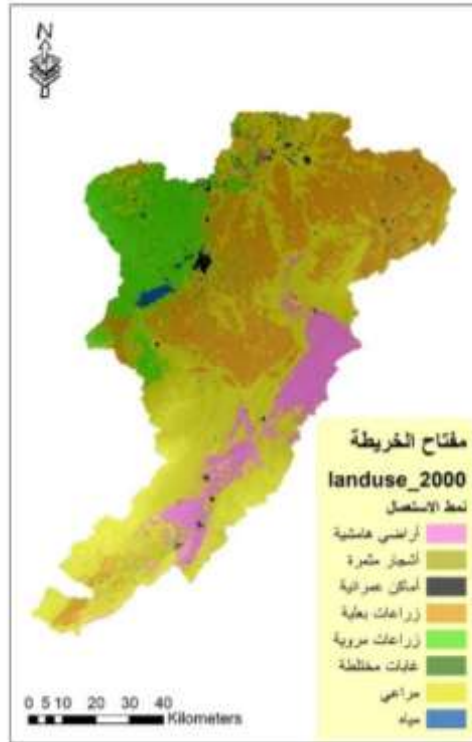 N
مفتاح الخريطة
landuse_2000
نمط الاستعمال
أراضي هامشية
أشجار مثمرة
أماكن عمرانية
زراعات بعلية
زراعات مروية
غابات مختلطة
مراعي
مياه
0 5 10 20 30 40
Kilometers